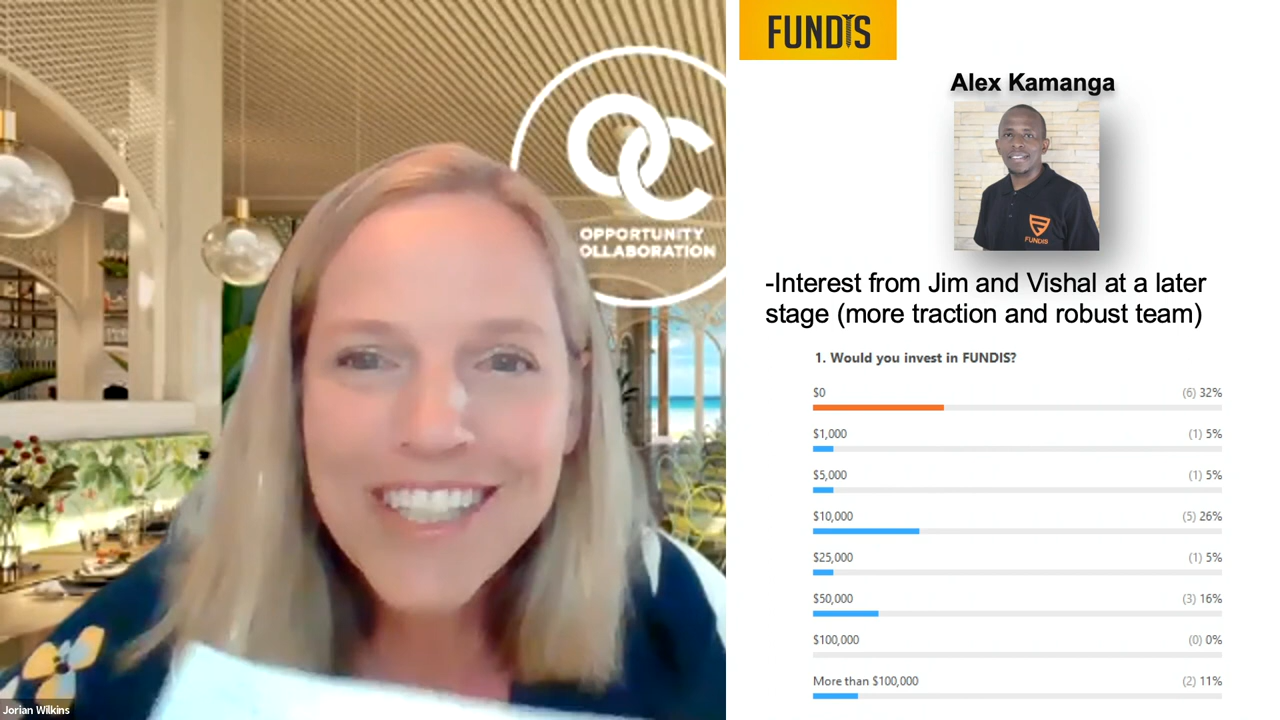 OC
OPPORTUNITY
OLLABORATION
Jorian Wilkins
FUNDIS
Alex Kamanga
FUNDIS
-Interest from Jim and Vishal at a later
stage (more traction and robust team)
1. Would you invest in FUNDIS?
$0 (6) 32%
$1,000 (1) 5%
$5,000 (1) 5%
$10,000 (5) 26%
$25,000 (1) 5%
$50,000 (3) 16%
$100,000 (0) 0%
More than $100,000 (2) 11%